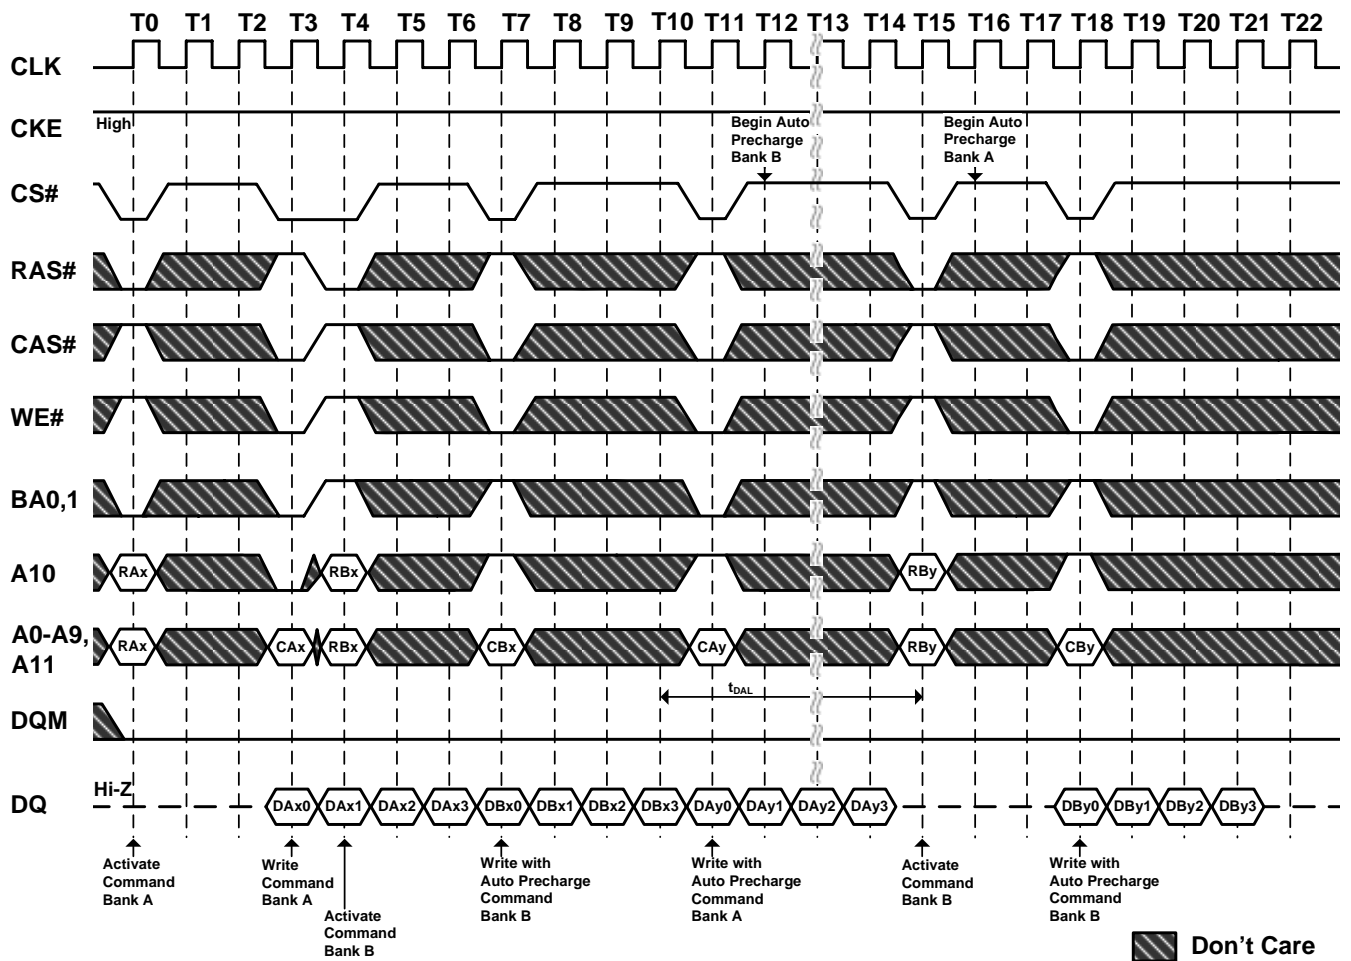 T0 T1 T2 T3 T4 T5 T6 T7 T8 T9 T10 T11 T12 T13 T14 T15 T16 T17 T18 T19 T20 T21 T22
CLK
CKE
High
Begin Auto
Precharge
Bank B
Begin Auto
Precharge
Bank A
CS#
RAS#
CAS#
WE#
BA0,1
A10
RAx RBx RBy
A0-A9,
A11
RAx CAx RBx CBx CAy RBy CBy
tDAL
DQM
DQ
Hi-Z
DAx0 DAx1 DAx2 DAx3 DBx0 DBx1 DBx2 DBx3 DAy0 DAy1 DAy2 DAy3 DBy0 DBy1 DBy2 DBy3
Activate
Command
Bank A
Write
Command
Bank A
Activate
Command
Bank B
Write with
Auto Precharge
Command
Bank B
Write with
Auto Precharge
Command
Bank A
Activate
Command
Bank B
Write with
Auto Precharge
Command
Bank B
Don't Care